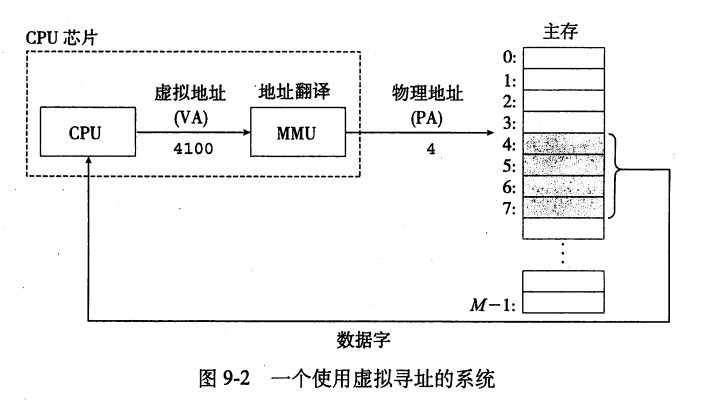 CPU 芯片
主存
虚拟地址
(VA)
地址翻译
物理地址
(PA)
CPU
MMU
4100
4
0:
1:
2:
3:
4:
5:
6:
7:
M-1:
数据字
图 9-2 一个使用虚拟寻址的系统